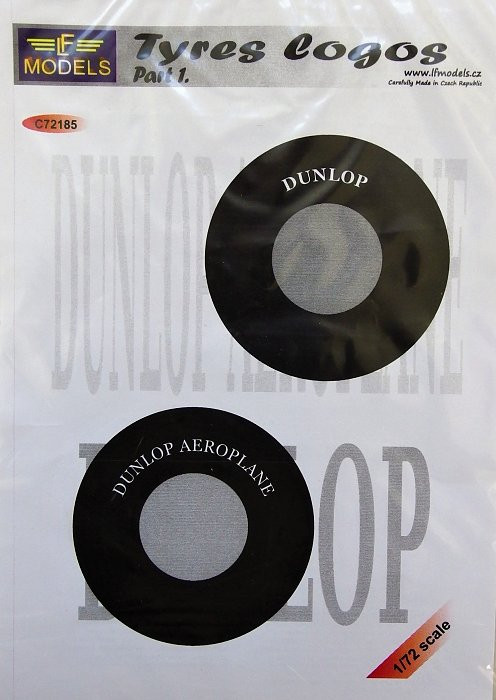 LF
MODELS
Tyres Logos
Part 1.
www.lfmodels.cz
Carefully Made in Czech Republic
C72185
DUNLOP AEROPLANE
DUNLOP
DUNLOP
DUNLOP AEROPLANE
1/72 scale